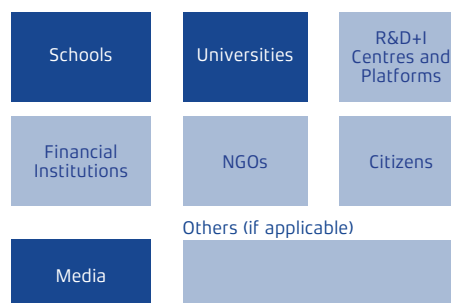 Schools
Universities
R&D+I
Centres and
Platforms
Financial
Institutions
NGOs
Citizens
Others (if applicable)
Media